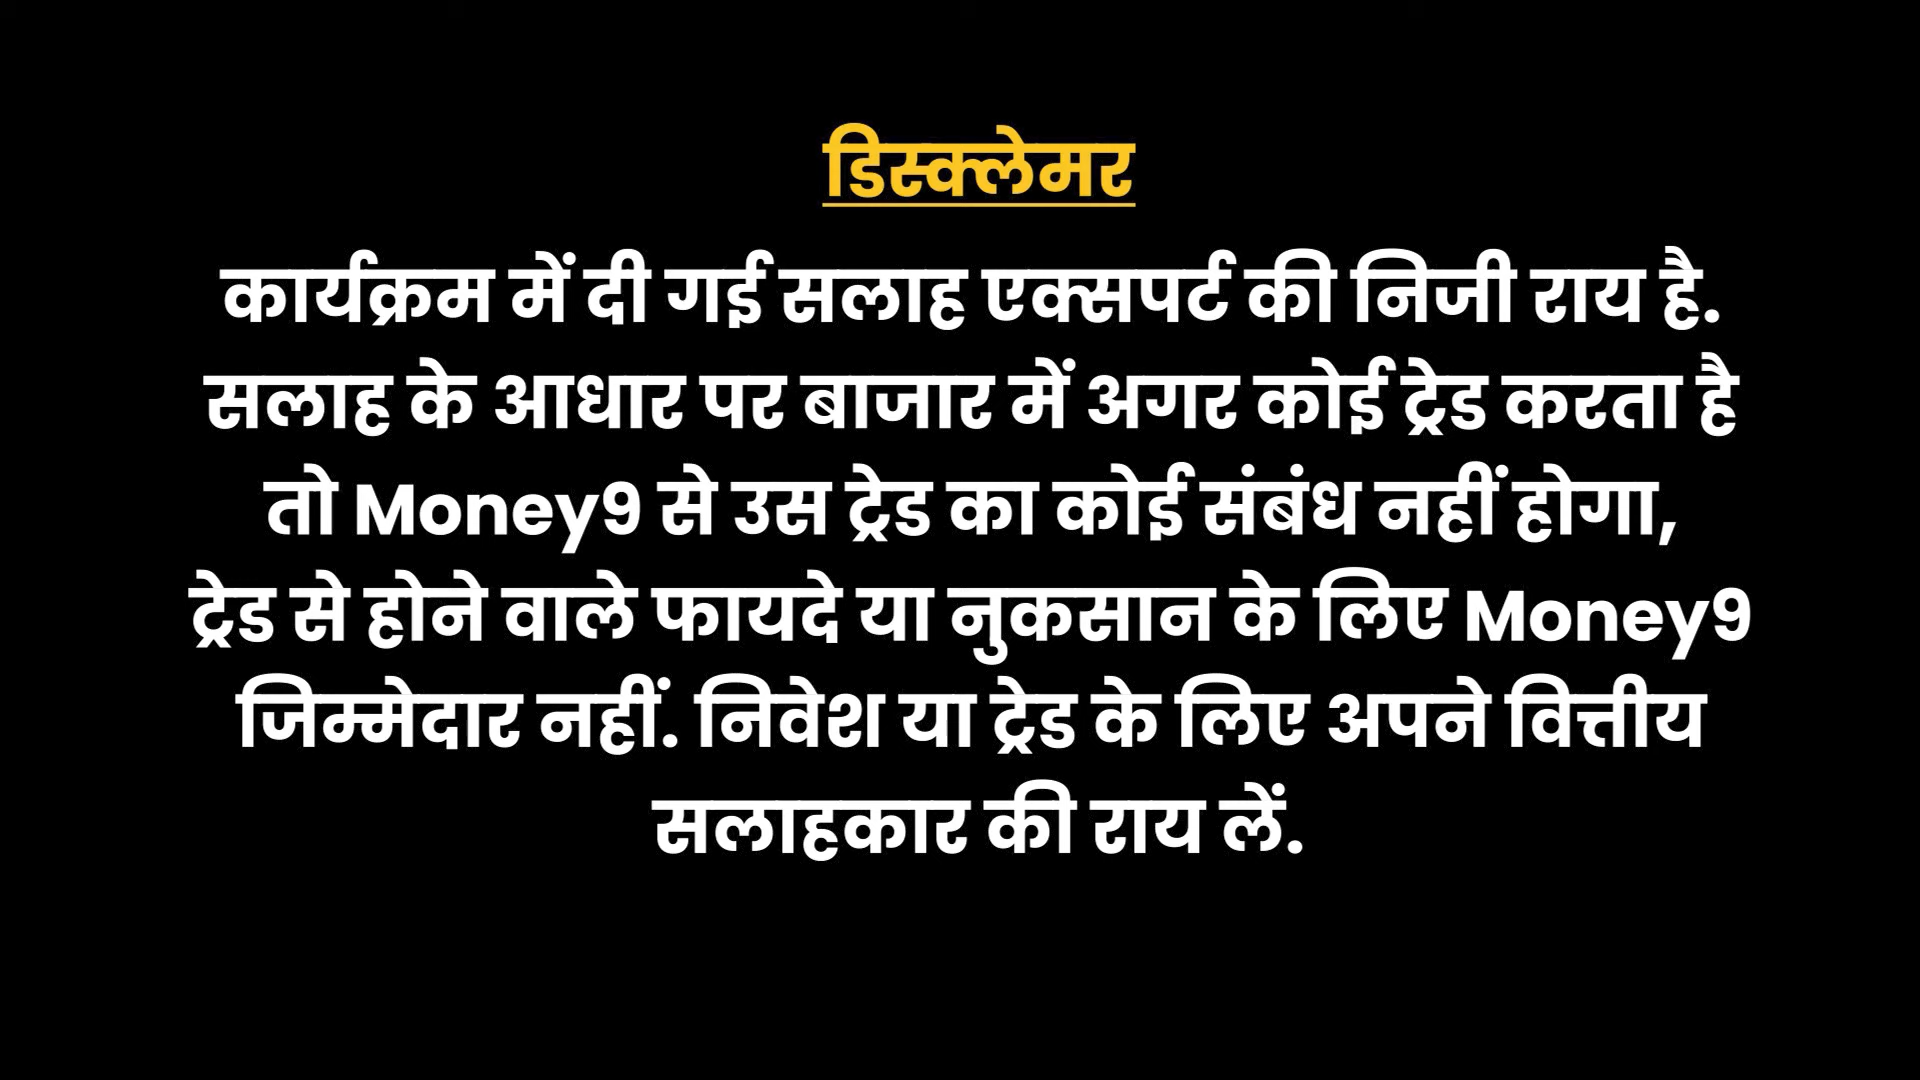 डिस्क्लेमर
कार्यक्रम में दी गई सलाह एक्सपर्ट की निजी राय है.
सलाह के आधार पर बाजार में अगर कोई ट्रेड करता है
तो Money9 से उस ट्रेड का कोई संबंध नहीं होगा,
ट्रेड से होने वाले फायदे या नुकसान के लिए Money9
जिम्मेदार नहीं. निवेश या ट्रेड के लिए अपने वित्तीय
सलाहकार की राय लें.